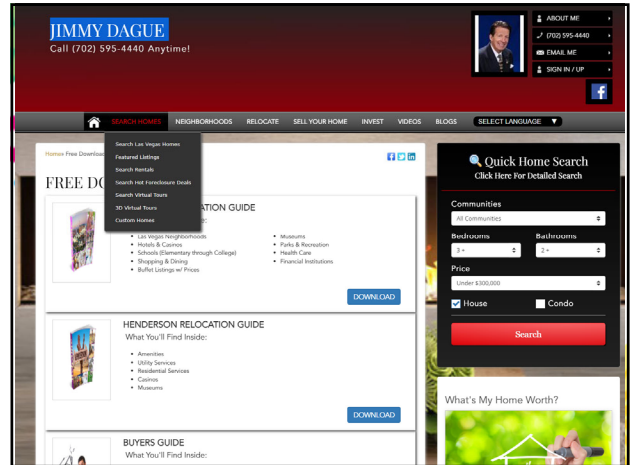 JIMMY DAGUE
Call (702) 595-4440 Anytime!
ABOUT ME
(702) 595-4440
EMAIL ME
SIGN IN / UP
SEARCH HOMES NEIGHBORHOODS RELOCATE SELL YOUR HOME INVEST VIDEOS BLOGS SELECT LANGUAGE ▼
Search Las Vegas Homes
Featured Listings
Search Rentals
Search Hot Foreclosure Deals
Search Virtual Tours
3D Virtual Tours
Custom Homes
Home» Free Download
FREE DO
ATION GUIDE
e:
Las Vegas Neighborhoods
Hotels & Casinos
Schools (Elementary through College)
Shopping & Dining
Buffet Listings w/ Prices
Museums
Parks & Recreation
Health Care
Financial Institutions
DOWNLOAD
HENDERSON RELOCATION GUIDE
What You'll Find Inside:
Amenities
Utility Services
Residential Services
Casinos
Museums
DOWNLOAD
BUYERS GUIDE
What You'll Find Inside:
Quick Home Search
Click Here For Detailed Search
Communities
All Communities
Bedrooms Bathrooms
3 + 2 +
Price
Under $300,000
House Condo
Search
What's My Home Worth?